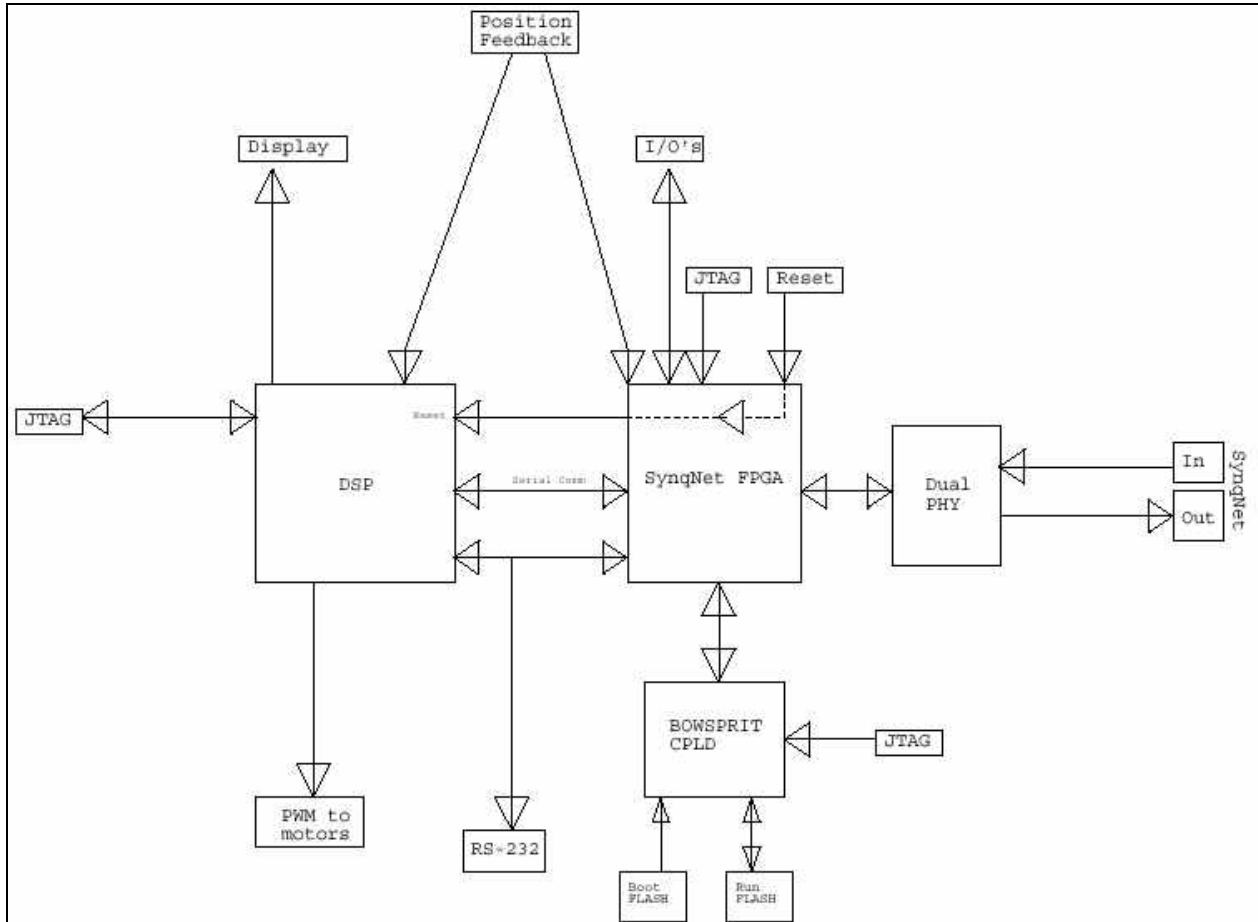 Position
Feedback
Display
I/O's
JTAG
Reset
JTAG
Reset
DSP
Serial Comm
SynqNet FPGA
Dual
PHY
In
Out
SynqNet
BOWSPRIT
CPLD
JTAG
PWM to
motors
RS-232
Boot
FLASH
Run
FLASH